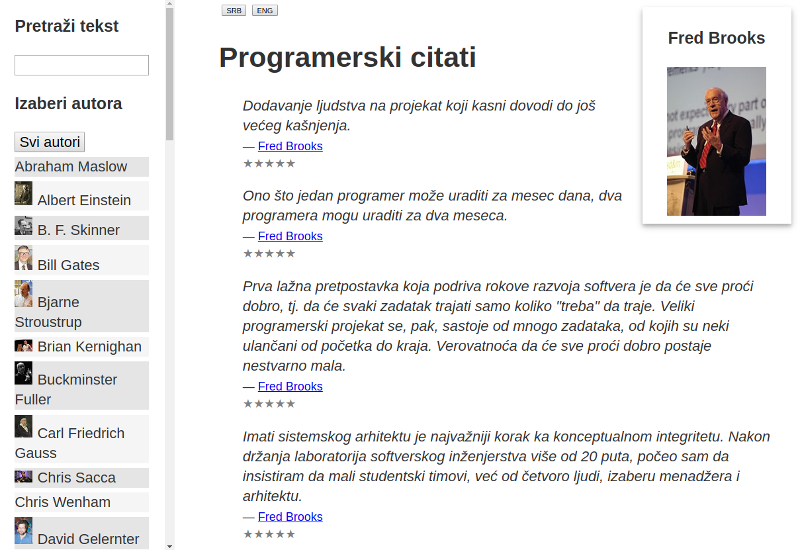 Pretraži tekst
Izaberi autora
Svi autori
Abraham Maslow
Albert Einstein
B. F. Skinner
Bill Gates
Bjarne
Stroustrup
Brian Kernighan
Buckminster
Fuller
Carl Friedrich
Gauss
Chris Sacca
Chris Wenham
David Gelernter
SRB ENG
Programerski citati
Dodavanje ljudstva na projekat koji kasni dovodi do još
većeg kašnjenja.
— Fred Brooks
★★★★★
Ono što jedan programer može uraditi za mesec dana, dva
programera mogu uraditi za dva meseca.
— Fred Brooks
★★★★★
Prva lažna pretpostavka koja podriva rokove razvoja softvera je da će sve proći
dobro, tj. da će svaki zadatak trajati samo koliko "treba" da traje. Veliki
programerski projekat se, pak, sastoje od mnogo zadataka, od kojih su neki
ulančani od početka do kraja. Verovatnoća da će sve proći dobro postaje
nestvarno mala.
— Fred Brooks
★★★★★
Imati sistemskog arhitektu je najvažniji korak ka konceptualnom integritetu. Nakon
držanja laboratorija softverskog inženjerstva više od 20 puta, počeo sam da
insistiram da mali studentski timovi, već od četvoro ljudi, izaberu menadžera i
arhitektu.
— Fred Brooks
★★★★★
Fred Brooks